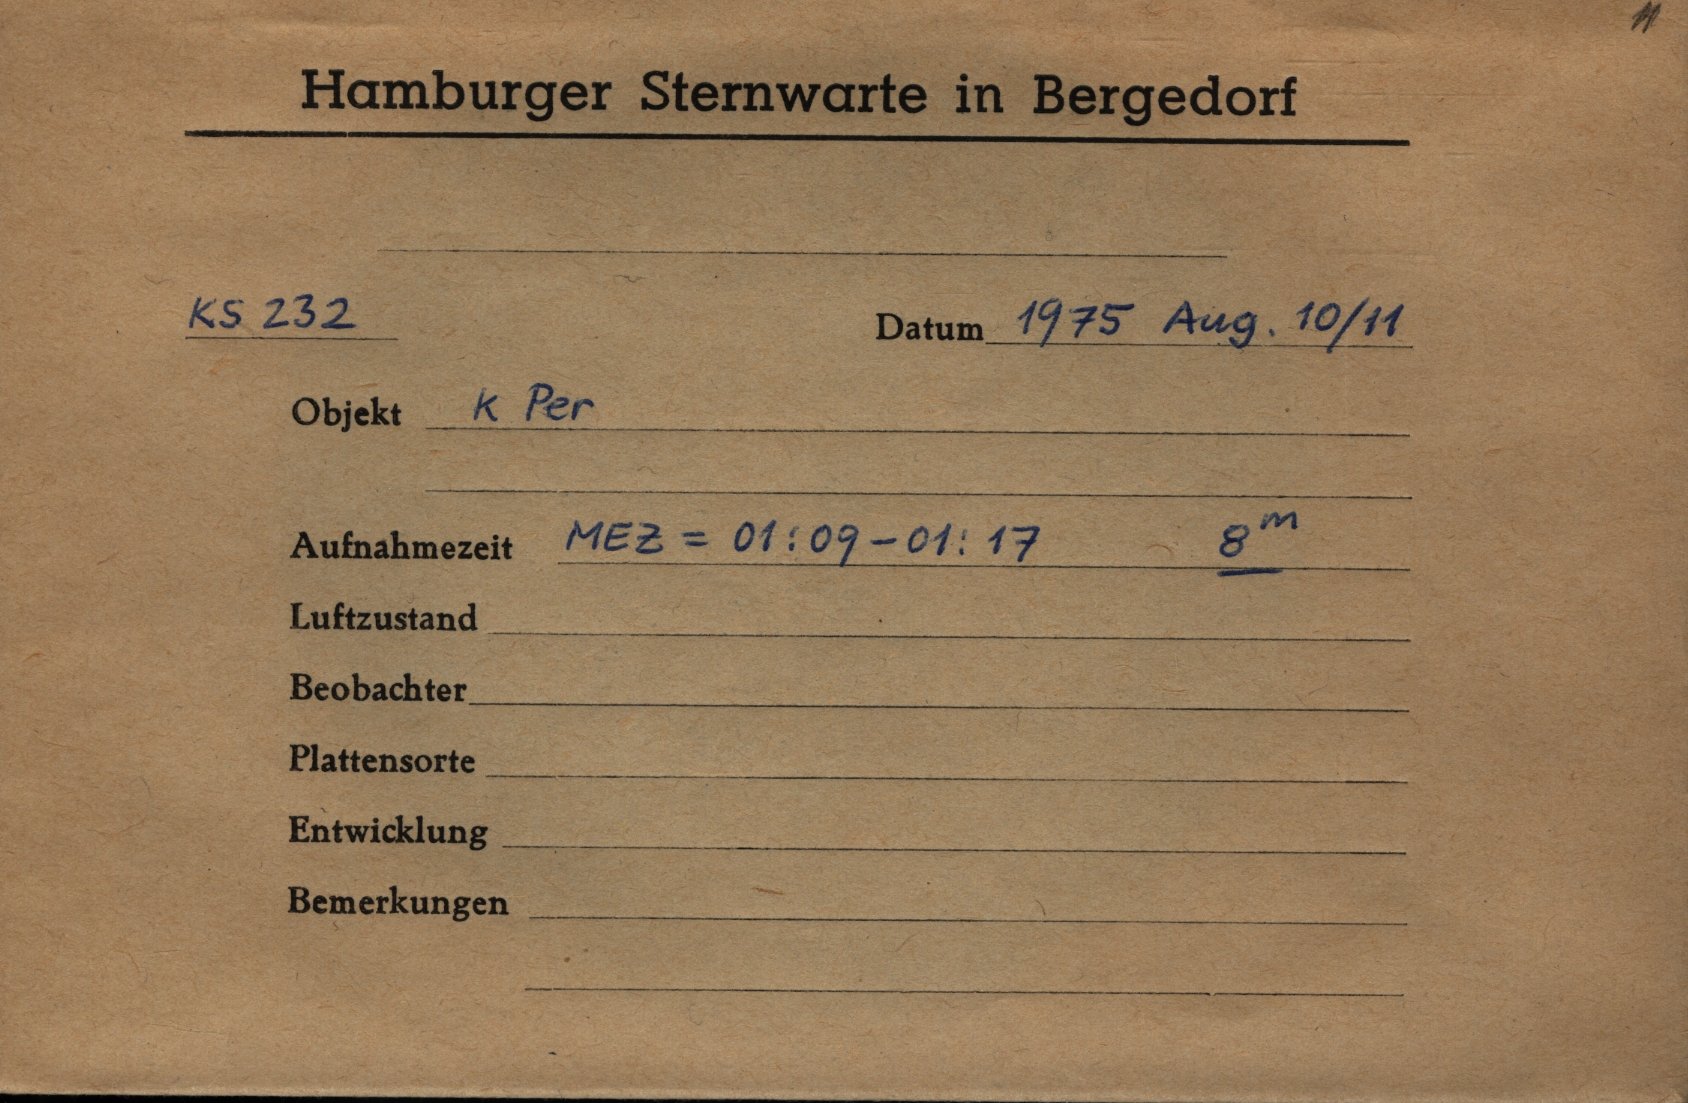 Hamburger Sternwarte in Bergedorf
KS 232
Datum 1975 Aug. 10/11
Objekt κ Per
Aufnahmezeit MEZ = 01:09 - 01:17 8ᵐ
Luftzustand
Beobachter
Plattensorte
Entwicklung
Bemerkungen